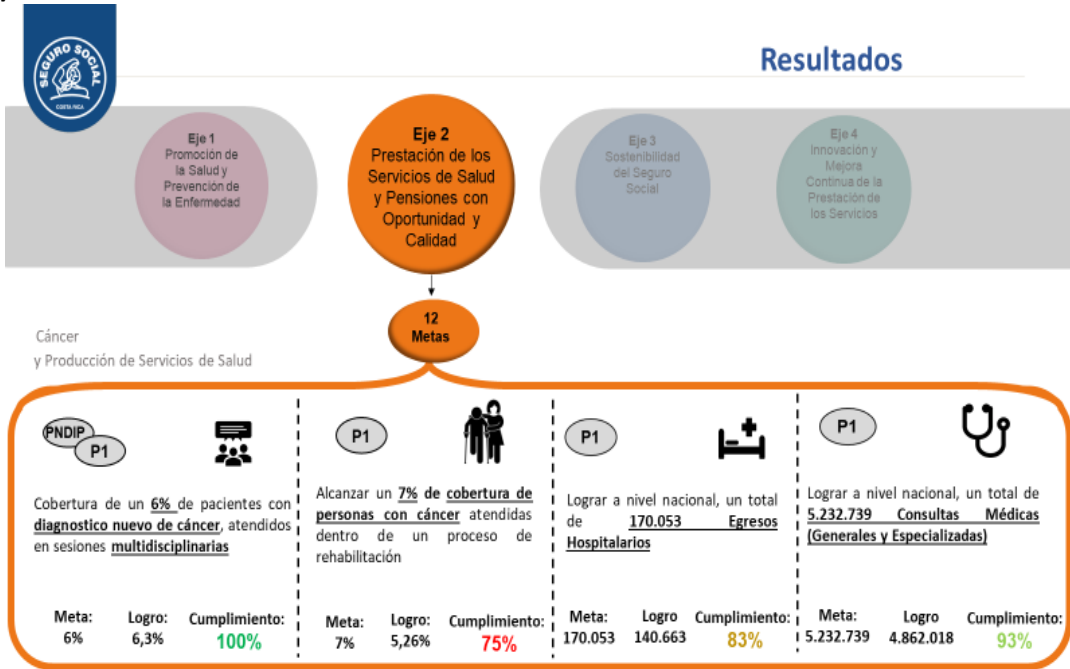 SEGURO SOCIAL
COSTA RICA
Resultados
Eje 1
Promoción de
la Salud y
Prevención de
la Enfermedad
Eje 2
Prestación de los
Servicios de Salud
y Pensiones con
Oportunidad y
Calidad
Eje 3
Sostenibilidad
del Seguro
Social
Eje 4
Innovación y
Mejora
Continua de la
Prestación de
los Servicios
12
Metas
Cáncer
y Producción de Servicios de Salud
PNDIP
P1
Cobertura de un 6% de pacientes con
diagnostico nuevo de cáncer, atendidos
en sesiones multidisciplinarias
Meta: Logro: Cumplimiento:
6% 6,3% 100%
P1
Alcanzar un 7% de cobertura de
personas con cáncer atendidas
dentro de un proceso de
rehabilitación
Meta: Logro: Cumplimiento:
7% 5,26% 75%
P1
Lograr a nivel nacional, un total
de 170.053 Egresos
Hospitalarios
Meta: Logro Cumplimiento:
170.053 140.663 83%
P1
Lograr a nivel nacional, un total de
5.232.739 Consultas Médicas
(Generales y Especializadas)
Meta: Logro Cumplimiento:
5.232.739 4.862.018 93%